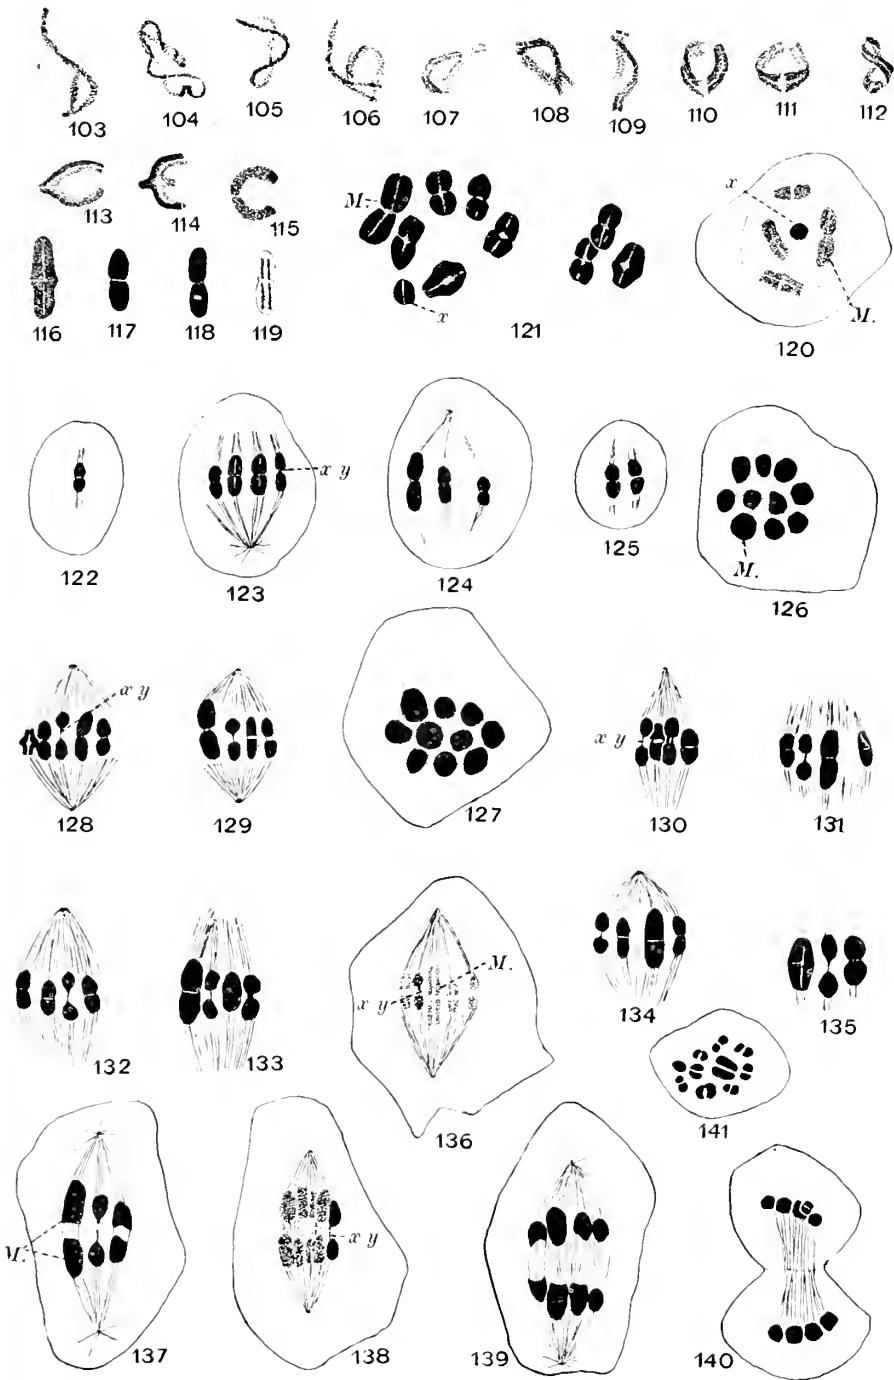 103 104 105 106 107 108 109 110 111 112
113 114 115
M.
x
x
M.
116 117 118 119 121 120
x y
122 123 124 125 M. 126
x y
128 129 127
x y
130 131
M.
x y
132 133 136 134 135
141
M.
x y
137 138 139 140